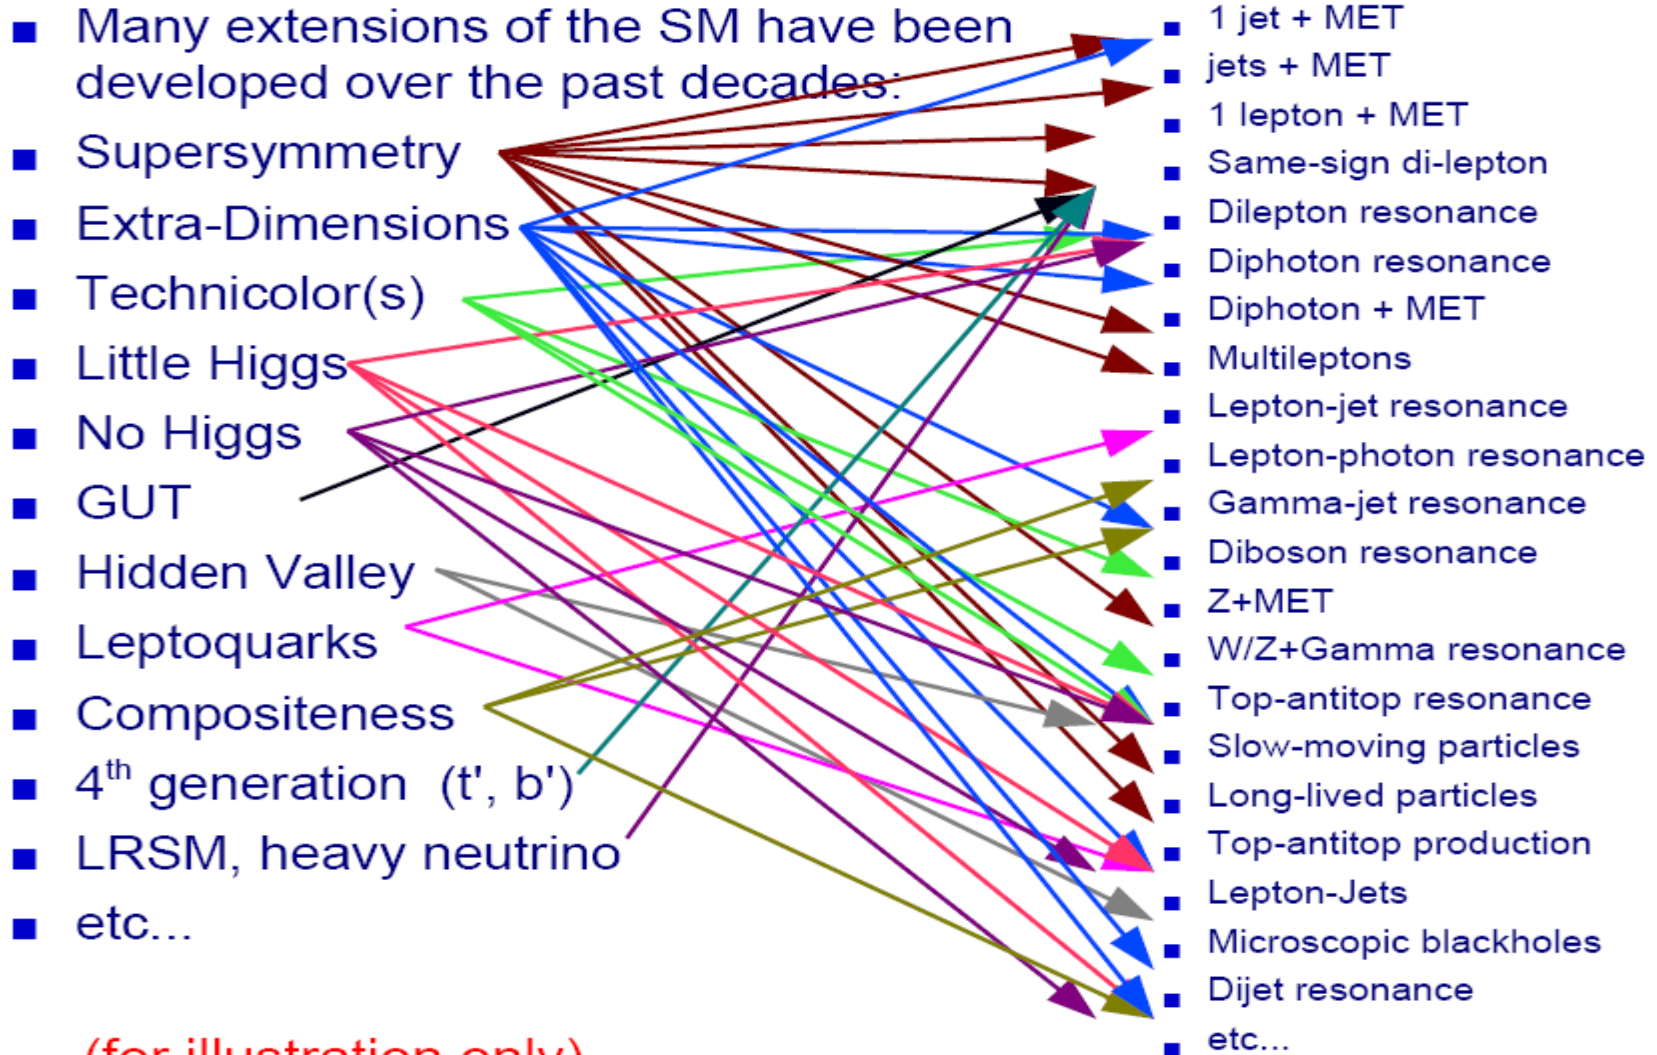 Many extensions of the SM have been
developed over the past decades:
Supersymmetry
Extra-Dimensions
Technicolor(s)
Little Higgs
No Higgs
GUT
Hidden Valley
Leptoquarks
Compositeness
4th generation (t', b')
LRSM, heavy neutrino
etc...
(for illustration only)
1 jet + MET
jets + MET
1 lepton + MET
Same-sign di-lepton
Dilepton resonance
Diphoton resonance
Diphoton + MET
Multileptons
Lepton-jet resonance
Lepton-photon resonance
Gamma-jet resonance
Diboson resonance
Z+MET
W/Z+Gamma resonance
Top-antitop resonance
Slow-moving particles
Long-lived particles
Top-antitop production
Lepton-Jets
Microscopic blackholes
Dijet resonance
etc...